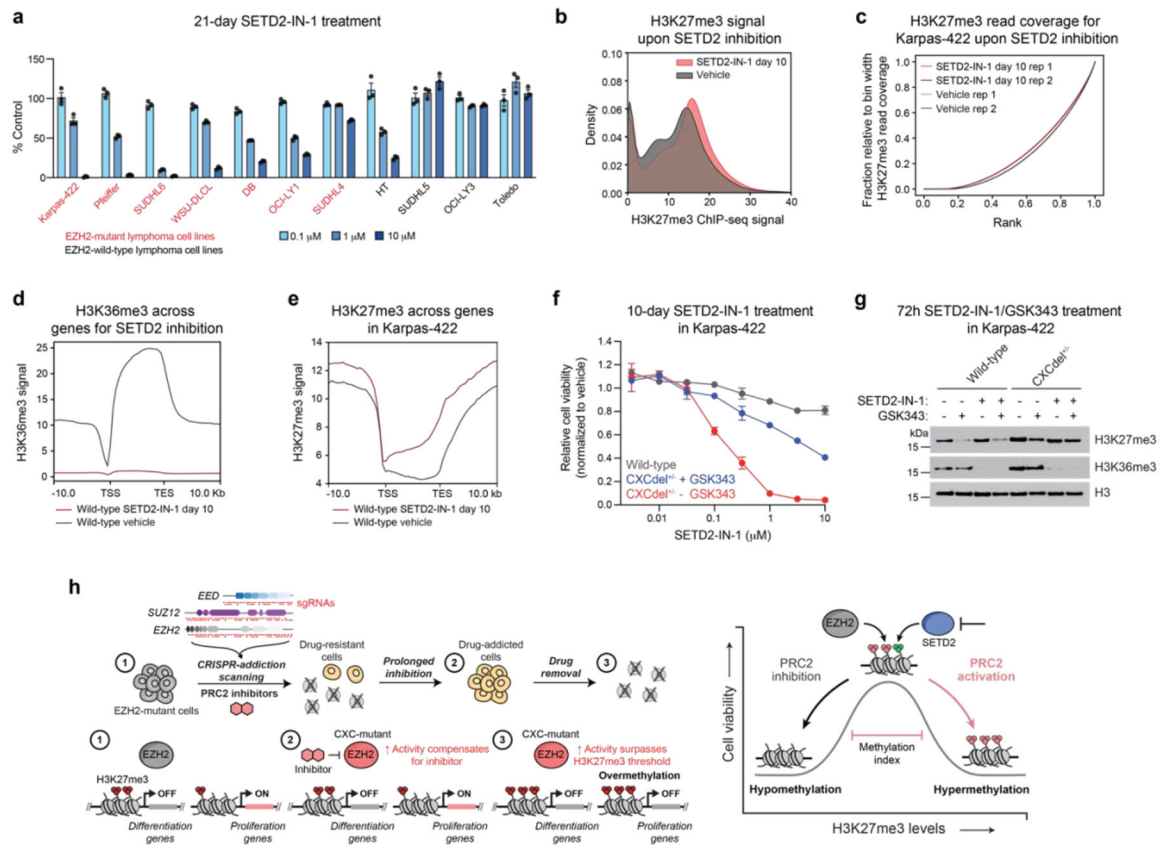 a
21-day SETD2-IN-1 treatment
% Control
150
100
50
0
Karpas-422
Pfeiffer
SUDHL6
WSU-DLCL
DB
OCI-LY1
SUDHL4
HT
SUDHL5
OCI-LY3
Toledo
EZH2-mutant lymphoma cell lines
EZH2-wild-type lymphoma cell lines
0.1 μM
1 μM
10 μM
b
H3K27me3 signal
upon SETD2 inhibition
SETD2-IN-1 day 10
Vehicle
Density
0.08
0.06
0.04
0.02
0.00
0
10
20
30
40
H3K27me3 ChIP-seq signal
c
H3K27me3 read coverage for
Karpas-422 upon SETD2 inhibition
SETD2-IN-1 day 10 rep 1
SETD2-IN-1 day 10 rep 2
Vehicle rep 1
Vehicle rep 2
Fraction relative to bin width
H3K27me3 read coverage
1.0
0.8
0.6
0.4
0.2
0.0
0.0
0.2
0.4
0.6
0.8
1.0
Rank
d
H3K36me3 across
genes for SETD2 inhibition
H3K36me3 signal
25
20
15
10
5
0
-10.0
TSS
TES
10.0 Kb
Wild-type SETD2-IN-1 day 10
Wild-type vehicle
e
H3K27me3 across genes
in Karpas-422
H3K27me3 signal
14
12
10
8
6
4
-10.0
TSS
TES
10.0 Kb
Wild-type SETD2-IN-1 day 10
Wild-type vehicle
f
10-day SETD2-IN-1 treatment
in Karpas-422
Relative cell viability
(normalized to vehicle)
1.4
1.2
1.0
0.8
0.6
0.4
0.2
0.0
Wild-type
CXCdel+/- + GSK343
CXCdel+/- - GSK343
0.01
0.1
1
10
SETD2-IN-1 (μM)
g
72h SETD2-IN-1/GSK343 treatment
in Karpas-422
Wild-type
CXCdel+/-
SETD2-IN-1: - - + + - - + +
GSK343: - + - + - + - +
kDa
15
H3K27me3
15
H3K36me3
15
H3
h
EED
SUZ12
EZH2
sgRNAs
1
EZH2-mutant cells
CRISPR-addiction
scanning
PRC2 inhibitors
Drug-resistant
cells
Prolonged
inhibition
Drug-addicted
cells
2
Drug
removal
3
1
EZH2
H3K27me3
OFF
Differentiation
genes
ON
Proliferation
genes
2
Inhibitor
CXC-mutant
EZH2
↑ Activity compensates
for inhibitor
OFF
Differentiation
genes
ON
Proliferation
genes
3
CXC-mutant
EZH2
↑ Activity surpasses
H3K27me3 threshold
Overmethylation
OFF
Differentiation
genes
OFF
Proliferation
genes
Cell viability
EZH2
SETD2
PRC2
inhibition
PRC2
activation
Methylation
index
Hypomethylation
Hypermethylation
H3K27me3 levels